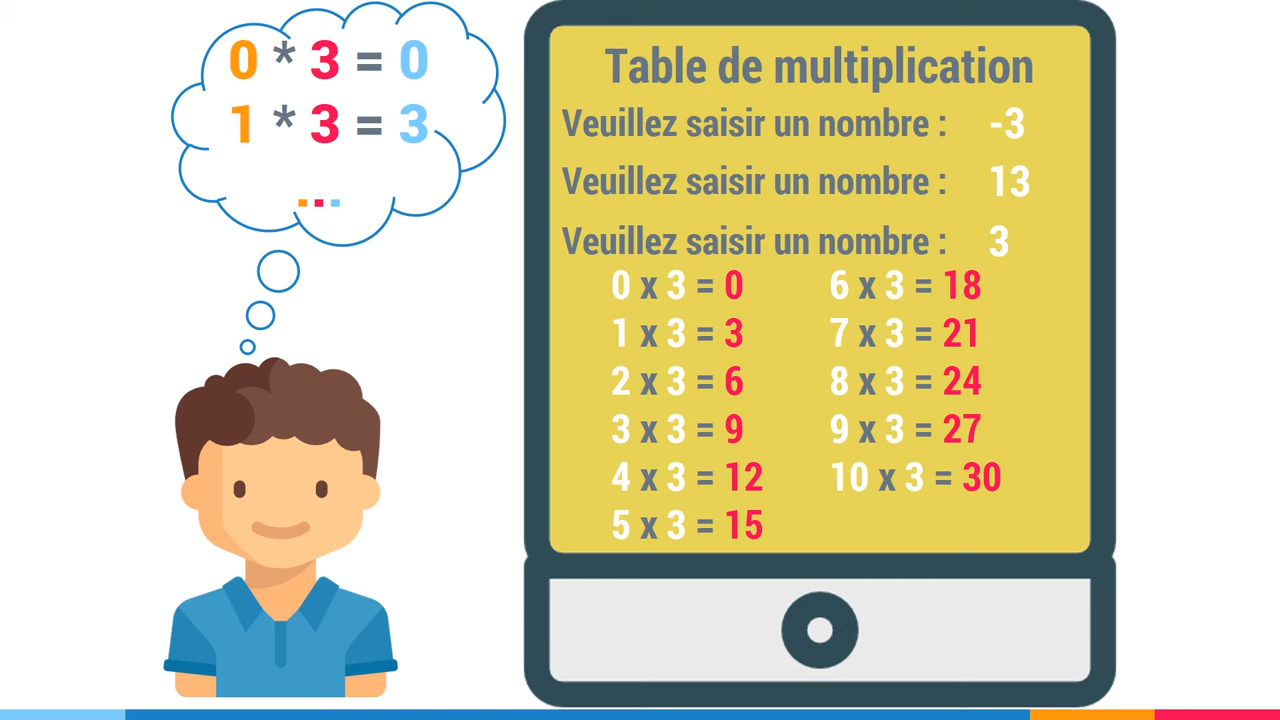 0 * 3 = 0
1 * 3 = 3
...
Table de multiplication
Veuillez saisir un nombre : -3
Veuillez saisir un nombre : 13
Veuillez saisir un nombre : 3
0 x 3 = 0
1 x 3 = 3
2 x 3 = 6
3 x 3 = 9
4 x 3 = 12
5 x 3 = 15
6 x 3 = 18
7 x 3 = 21
8 x 3 = 24
9 x 3 = 27
10 x 3 = 30